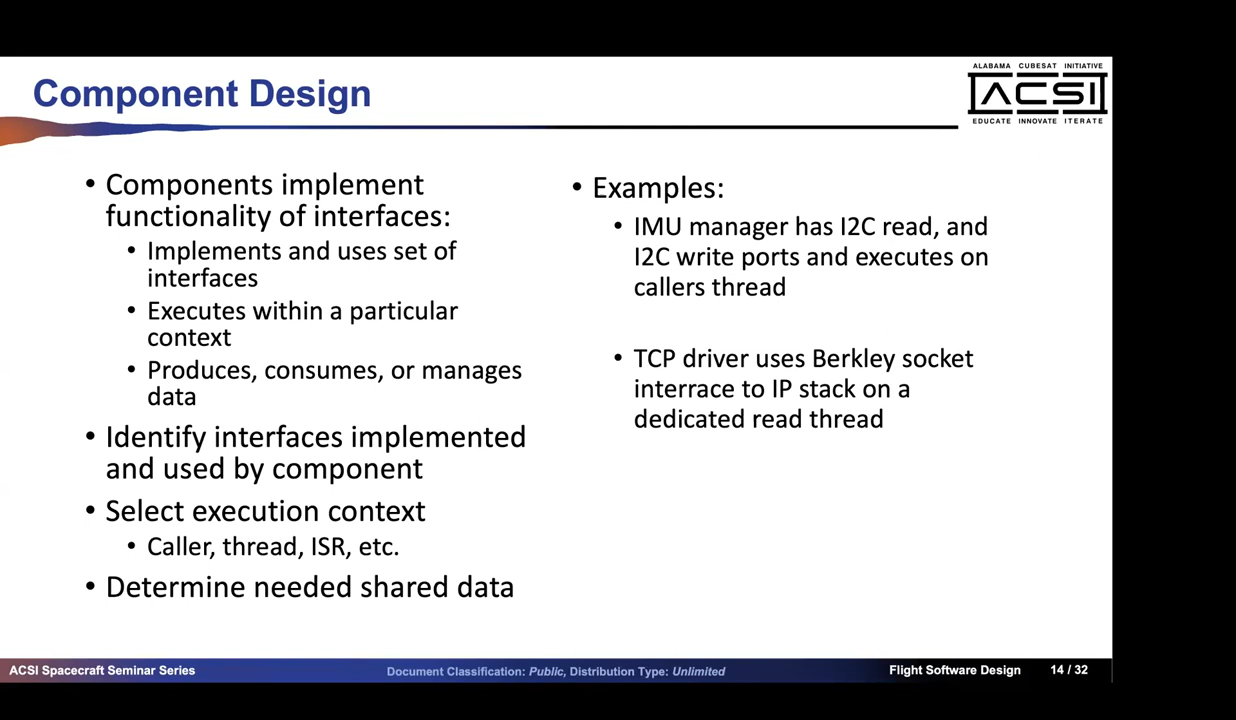 Component Design
ALABAMA CUBESAT INITIATIVE
ACSI
EDUCATE INNOVATE ITERATE
• Components implement
functionality of interfaces:
• Implements and uses set of
interfaces
• Executes within a particular
context
• Produces, consumes, or manages
data
• Identify interfaces implemented
and used by component
• Select execution context
• Caller, thread, ISR, etc.
• Determine needed shared data
• Examples:
• IMU manager has I2C read, and
I2C write ports and executes on
callers thread
• TCP driver uses Berkley socket
interrace to IP stack on a
dedicated read thread
ACSI Spacecraft Seminar Series
Document Classification: Public, Distribution Type: Unlimited
Flight Software Design
14 / 32